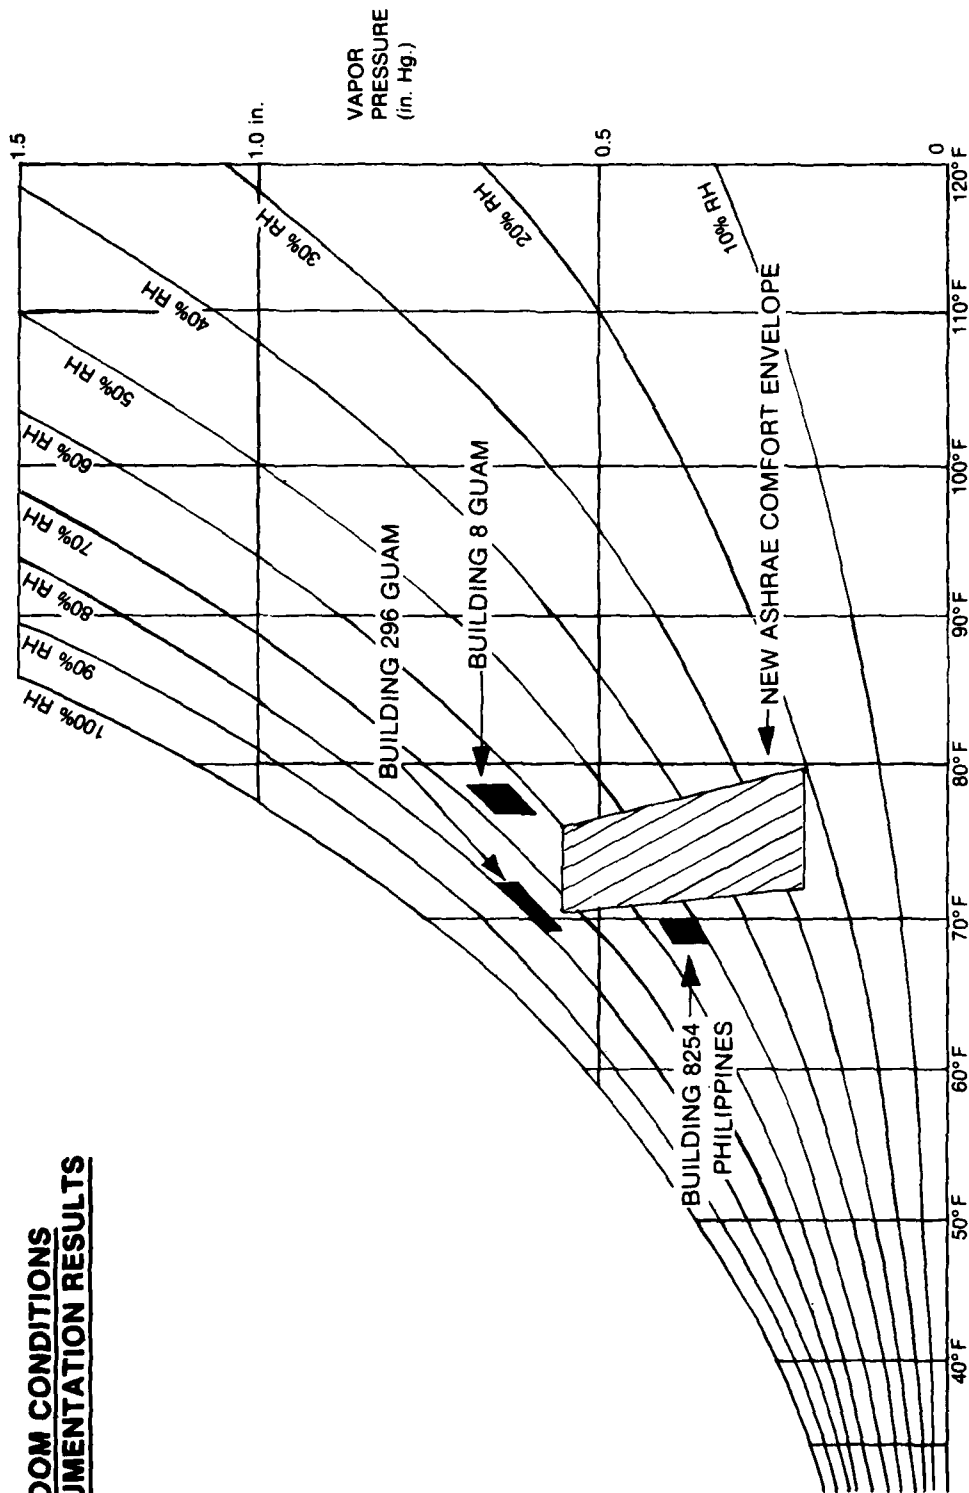 OOM CONDITIONS
UMENTATION RESULTS
VAPOR
PRESSURE
(in. Hg.)
1.5
1.0 in.
0.5
0
100% RH
90% RH
80% RH
70% RH
60% RH
50% RH
40% RH
30% RH
20% RH
10% RH
BUILDING 296 GUAM
BUILDING 8 GUAM
NEW ASHRAE COMFORT ENVELOPE
BUILDING 8254
PHILIPPINES
40°F
50°F
60°F
70°F
80°F
90°F
100°F
110°F
120°F